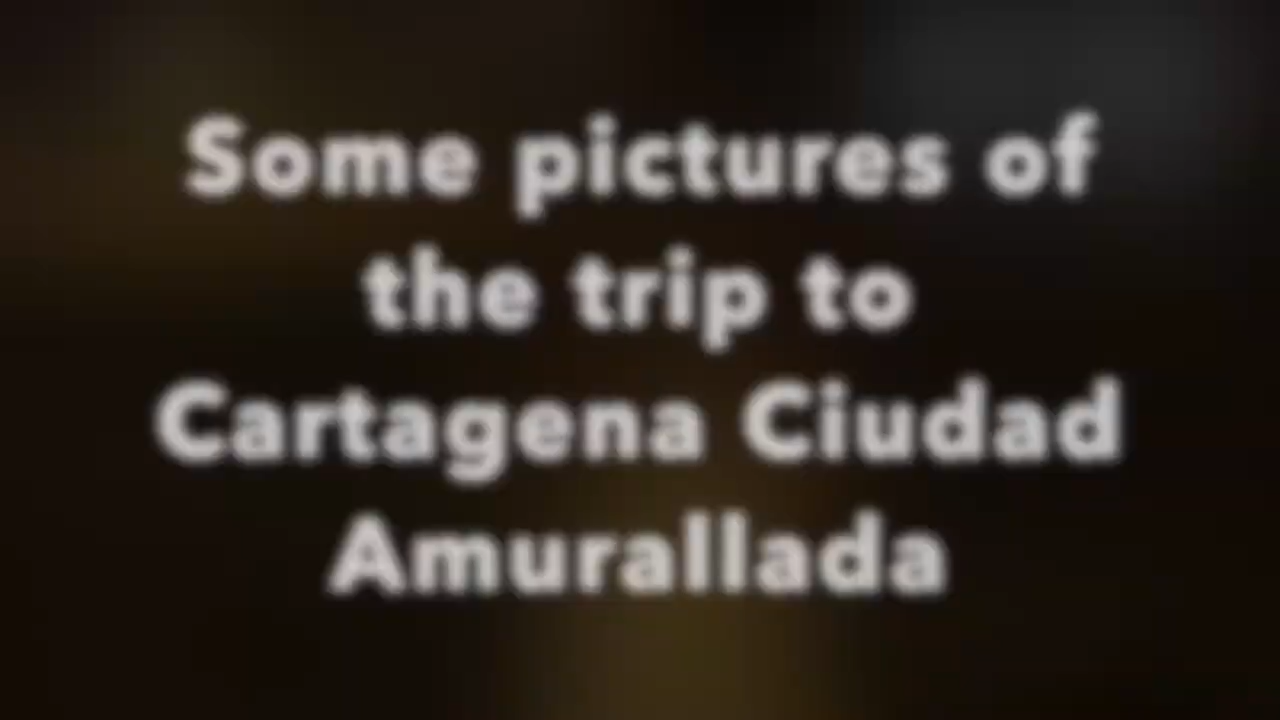 Some pictures of
the trip to
Cartagena Ciudad
Amurallada